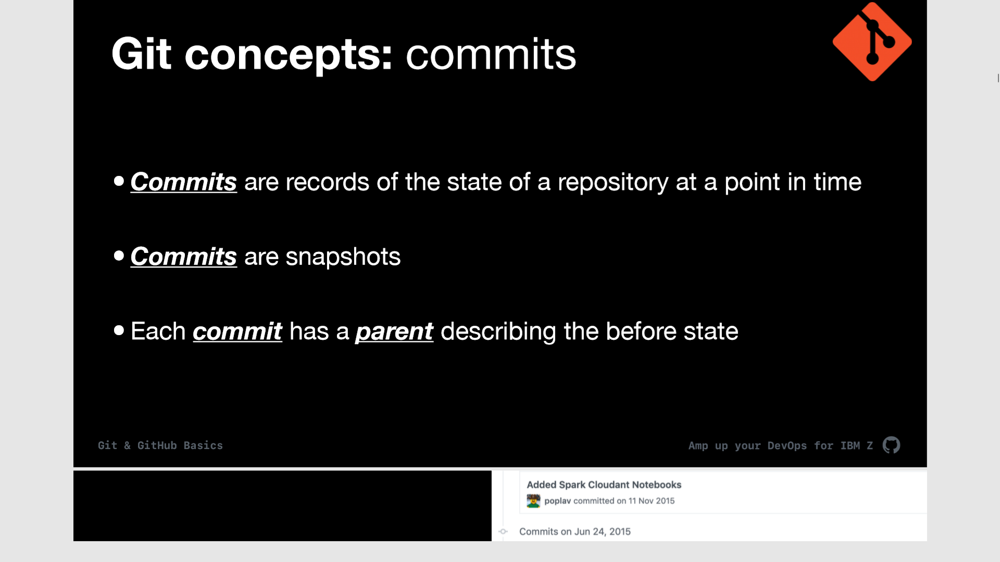 Git concepts: commits
• Commits are records of the state of a repository at a point in time
• Commits are snapshots
• Each commit has a parent describing the before state
Git & GitHub Basics
Amp up your DevOps for IBM Z
Added Spark Cloudant Notebooks
poplav committed on 11 Nov 2015
Commits on Jun 24, 2015